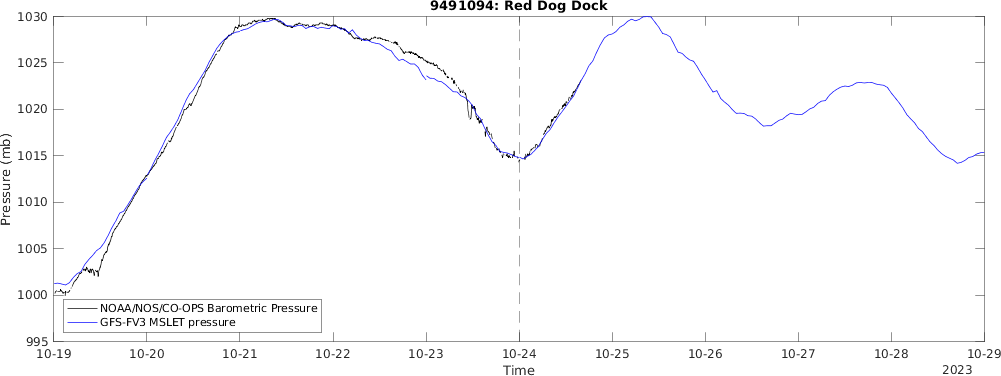 9491094: Red Dog Dock
1030
1025
1020
1015
1010
1005
1000
995
Pressure (mb)
NOAA/NOS/CO-OPS Barometric Pressure
GFS-FV3 MSLET pressure
10-19 10-20 10-21 10-22 10-23 10-24 10-25 10-26 10-27 10-28 10-29
Time
2023